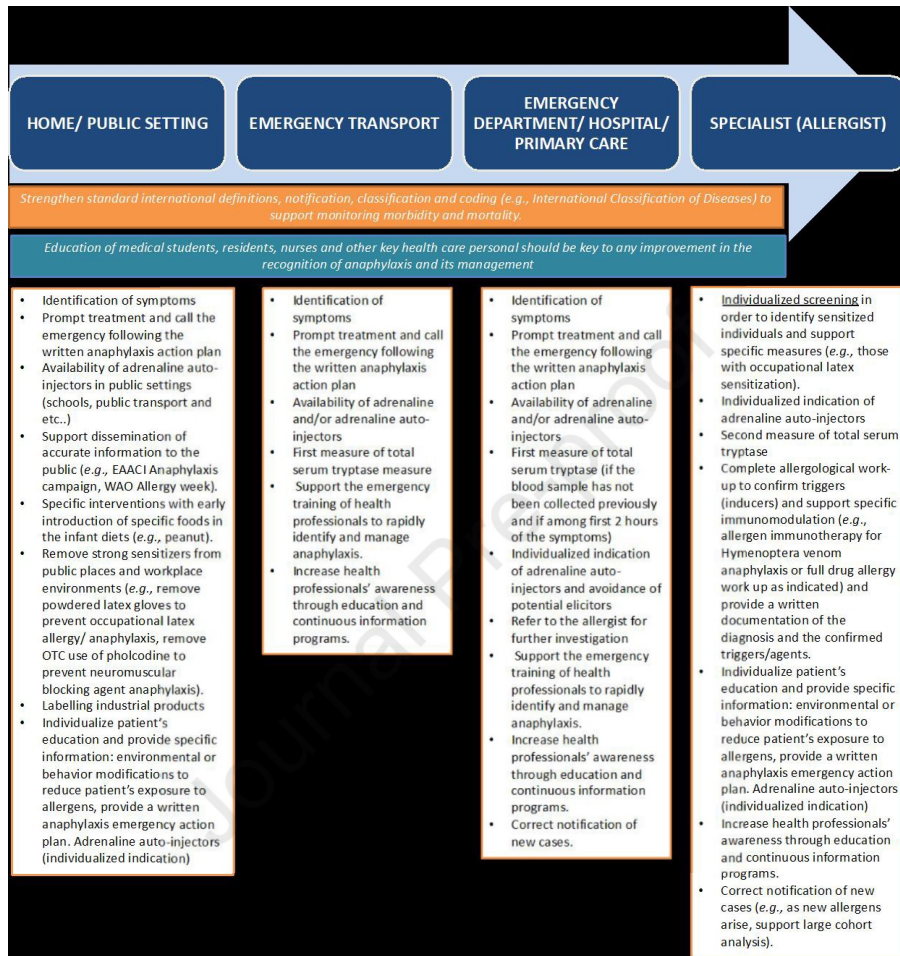 HOME/ PUBLIC SETTING
EMERGENCY TRANSPORT
EMERGENCY
DEPARTMENT/ HOSPITAL/
PRIMARY CARE
SPECIALIST (ALLERGIST)
Strengthen standard international definitions, notification, classification and coding (e.g., International Classification of Diseases) to
support monitoring morbidity and mortality.
Education of medical students, residents, nurses and other key health care personal should be key to any improvement in the
recognition of anaphylaxis and its management
• Identification of symptoms
• Prompt treatment and call the
emergency following the
written anaphylaxis action plan
• Availability of adrenaline auto-
injectors in public settings
(schools, public transport and
etc..)
• Support dissemination of
accurate information to the
public (e.g., EAACI Anaphylaxis
campaign, WAO Allergy week).
• Specific interventions with early
introduction of specific foods in
the infant diets (e.g., peanut).
• Remove strong sensitizers from
public places and workplace
environments (e.g., remove
powdered latex gloves to
prevent occupational latex
allergy/ anaphylaxis, remove
OTC use of pholcodine to
prevent neuromuscular
blocking agent anaphylaxis).
• Labelling industrial products
• Individualize patient's
education and provide specific
information: environmental or
behavior modifications to
reduce patient's exposure to
allergens, provide a written
anaphylaxis emergency action
plan. Adrenaline auto-injectors
(individualized indication)
• Identification of
symptoms
• Prompt treatment and call
the emergency following
the written anaphylaxis
action plan
• Availability of adrenaline
and/or adrenaline auto-
injectors
• First measure of total
serum tryptase measure
• Support the emergency
training of health
professionals to rapidly
identify and manage
anaphylaxis.
• Increase health
professionals' awareness
through education and
continuous information
programs.
• Identification of
symptoms
• Prompt treatment and call
the emergency following
the written anaphylaxis
action plan
• Availability of adrenaline
and/or adrenaline auto-
injectors
• First measure of total
serum tryptase (if the
blood sample has not
been collected previously
and if among first 2 hours
of the symptoms)
• Individualized indication
of adrenaline auto-
injectors and avoidance of
potential elicitors
• Refer to the allergist for
further investigation
• Support the emergency
training of health
professionals to rapidly
identify and manage
anaphylaxis.
• Increase health
professionals' awareness
through education and
continuous information
programs.
• Correct notification of
new cases.
• Individualized screening in
order to identify sensitized
individuals and support
specific measures (e.g., those
with occupational latex
sensitization).
• Individualized indication of
adrenaline auto-injectors
• Second measure of total serum
tryptase
• Complete allergological work-
up to confirm triggers
(inducers) and support specific
immunomodulation (e.g.,
allergen immunotherapy for
Hymenoptera venom
anaphylaxis or full drug allergy
work up as indicated) and
provide a written
documentation of the
diagnosis and the confirmed
triggers/agents.
• Individualize patient's
education and provide specific
information: environmental or
behavior modifications to
reduce patient's exposure to
allergens, provide a written
anaphylaxis emergency action
plan. Adrenaline auto-injectors
(individualized indication)
• Increase health professionals'
awareness through education
and continuous information
programs.
• Correct notification of new
cases (e.g., as new allergens
arise, support large cohort
analysis).
Journal Pre-proof